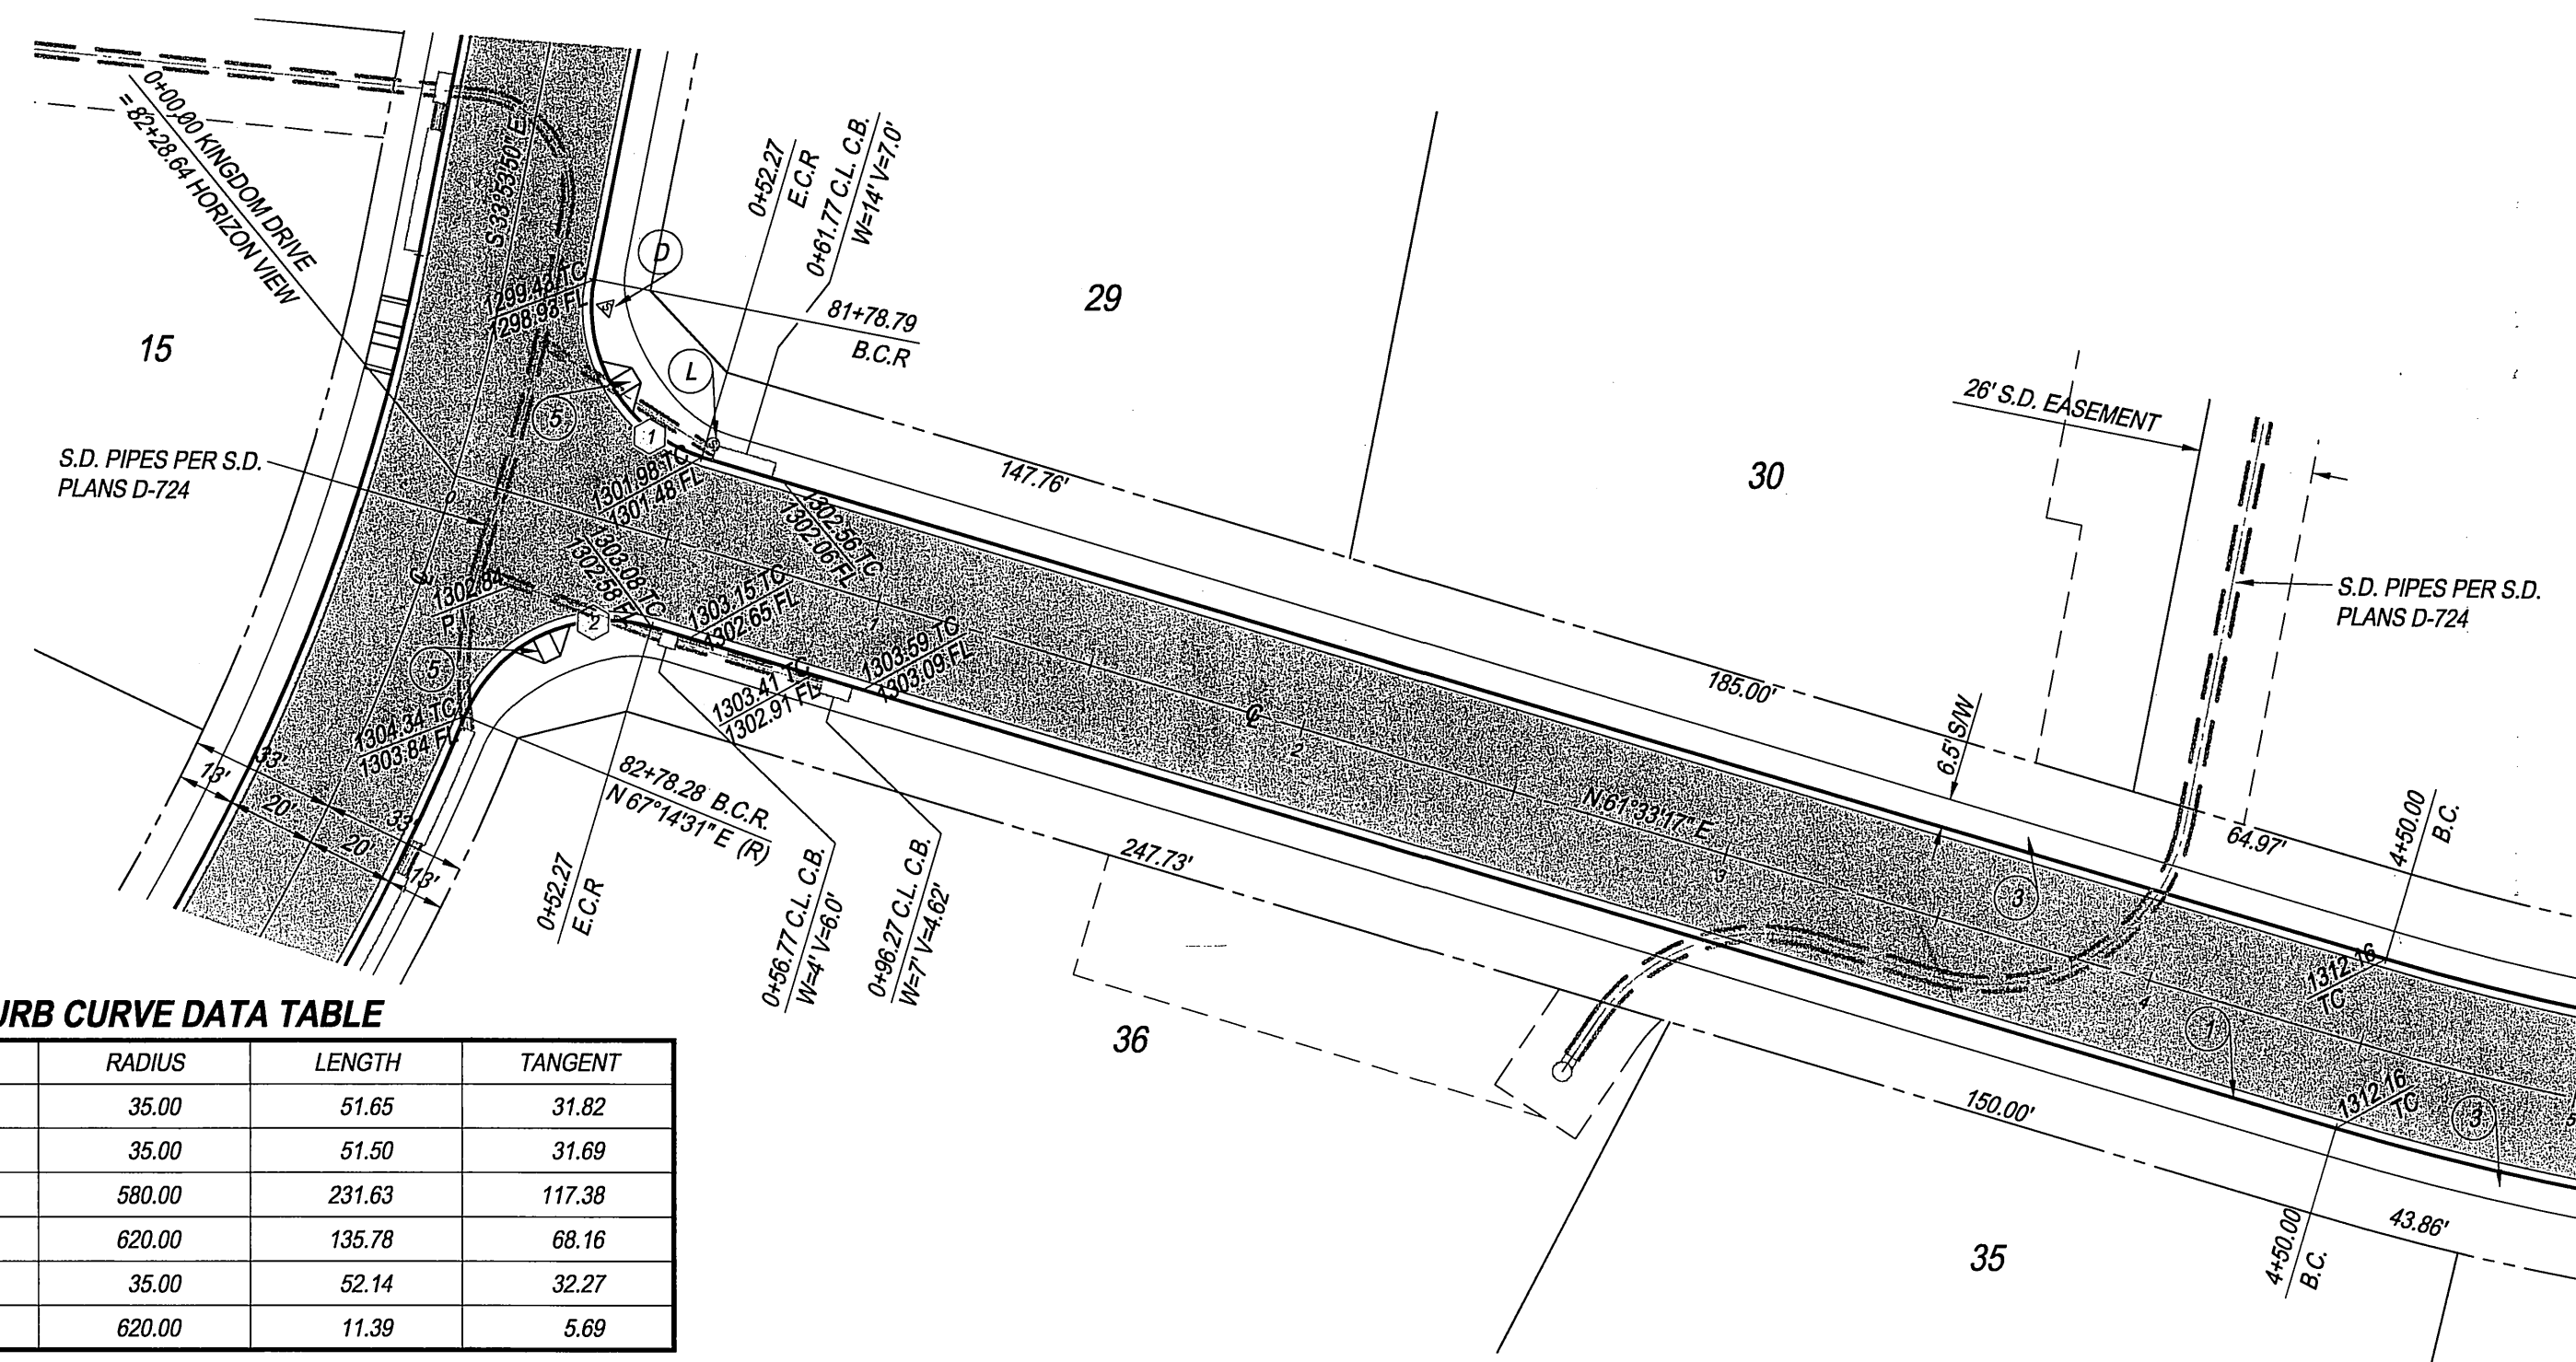 0+00.00 KINGDOM DRIVE
= 82+28.64 HORIZON VIEW
S 33°53'50" E
0+52.27
E.C.R
0+61.77 C.L. C.B.
W=14' V=7.0'
D
1299.43 TC
1298.93 FL
81+78.79
B.C.R
L
29
15
5
1
26' S.D. EASEMENT
S.D. PIPES PER S.D.
PLANS D-724
147.76'
30
1301.98 TC
1301.48 FL
0
1302.56 TC
1302.06 FL
1303.08 TC
1302.58 FL
1302.84
P.I.
1303.15 TC
1302.65 FL
1
S.D. PIPES PER S.D.
PLANS D-724
2
5
1303.59 TC
1303.09 FL
1303.41 TC
1302.91 FL
185.00'
6.5' S/W
℄
2
1304.34 TC
1303.84 FL
33'
13'
20'
33'
20'
13'
82+78.28 B.C.R.
N 67°14'31" E (R)
N 61°33'17" E
3
3
64.97'
4+50.00
B.C.
0+52.27
E.C.R
0+56.77 C.L. C.B.
W=4' V=6.0'
0+96.27 C.L. C.B.
W=7' V=4.62'
247.73'
1312.16
TC
4
1
36
1312.16
TC
3
5
150.00'
35
4+50.00
B.C.
43.86'
URB CURVE DATA TABLE
RADIUS LENGTH TANGENT
35.00 51.65 31.82
35.00 51.50 31.69
580.00 231.63 117.38
620.00 135.78 68.16
35.00 52.14 32.27
620.00 11.39 5.69